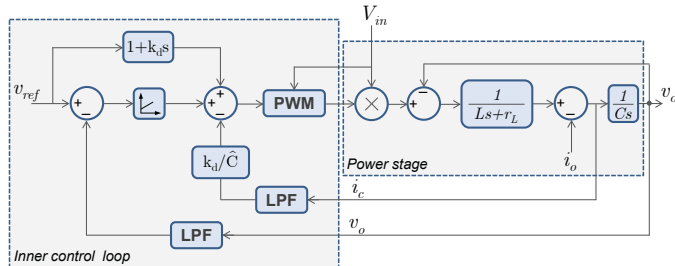 V_in
1+k_d s
v_ref
+
−
+
+
−
PWM
×
+
−
1
Ls+r_L
+
−
1
Cs
v_o
k_d/Ĉ
i_o
Power stage
LPF
i_c
LPF
v_o
Inner control loop